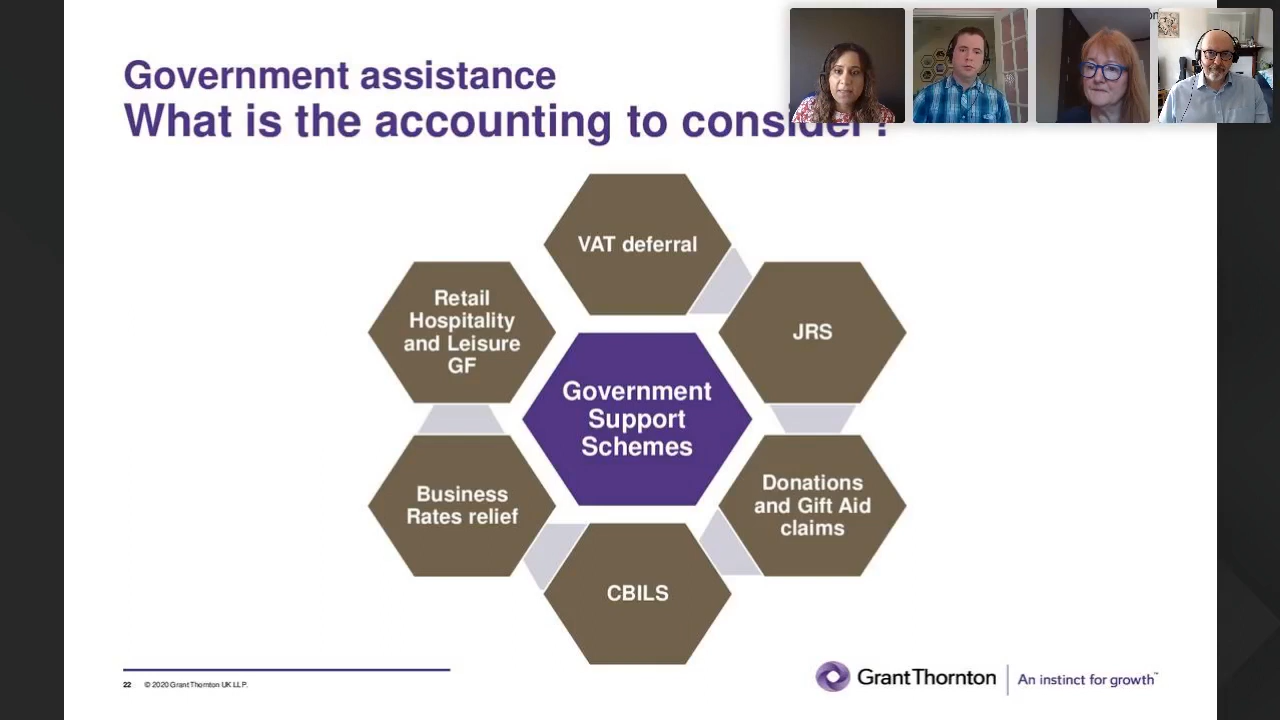 Government assistance
What is the accounting to consider?
VAT deferral
Retail
Hospitality
and Leisure
GF
JRS
Government
Support
Schemes
Business
Rates relief
Donations
and Gift Aid
claims
CBILS
22 © 2020 Grant Thornton UK LLP.
Grant Thornton
An instinct for growth™